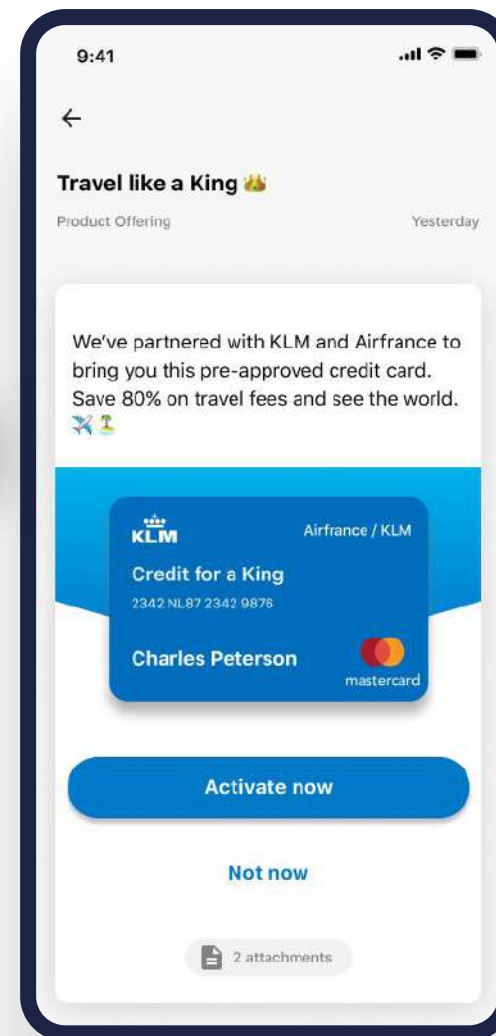 9:41
Travel like a King 👑
Product Offering
Yesterday
We’ve partnered with KLM and Airfrance to
bring you this pre-approved credit card.
Save 80% on travel fees and see the world.
✈️🏝️
KLM
Airfrance / KLM
Credit for a King
2342 NL87 2342 9876
Charles Peterson
mastercard
Activate now
Not now
2 attachments